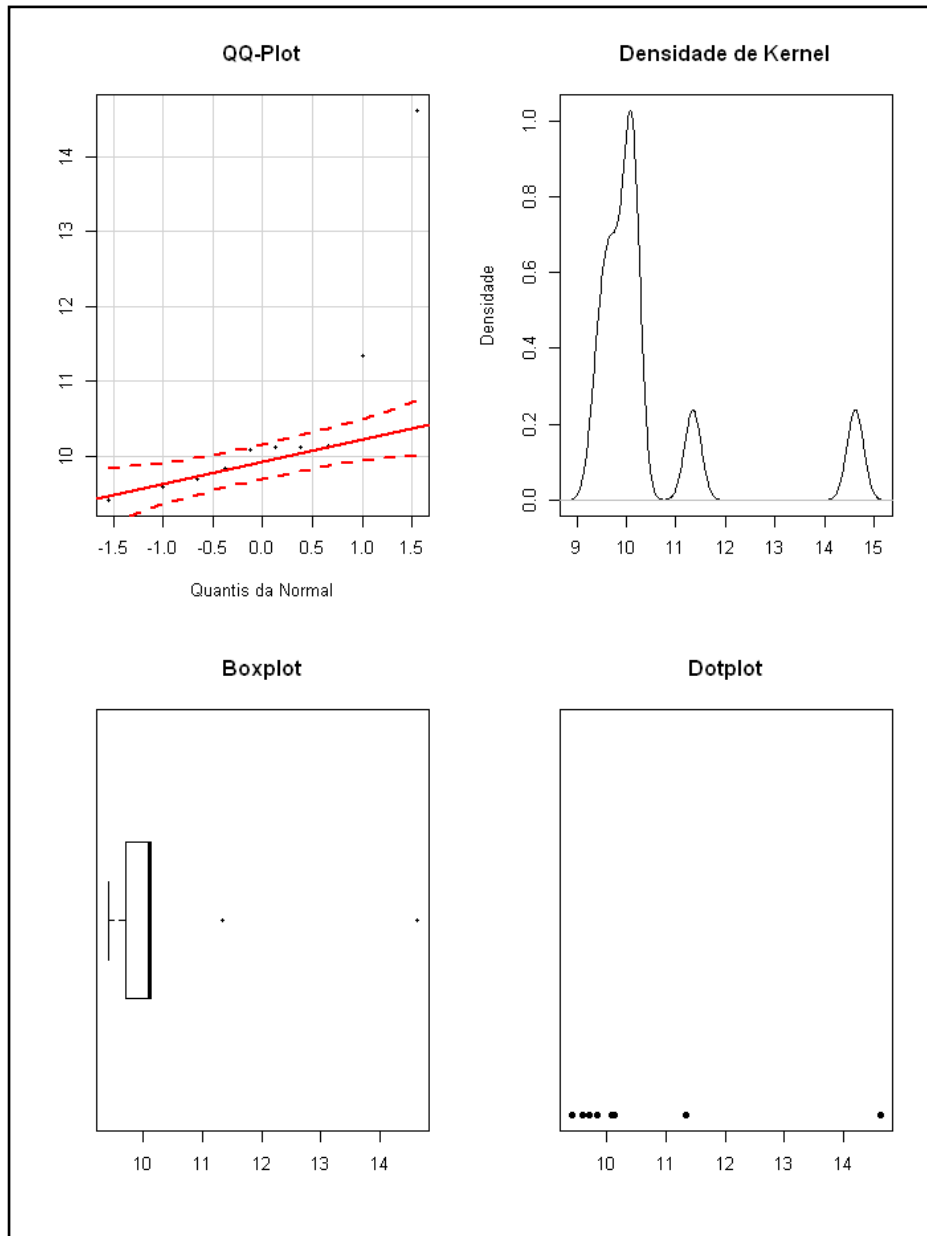 QQ-Plot
14
13
12
11
10
-1.5 -1.0 -0.5 0.0 0.5 1.0 1.5
Quantis da Normal
Densidade de Kernel
Densidade
1.0
0.8
0.6
0.4
0.2
0.0
9 10 11 12 13 14 15
Boxplot
10 11 12 13 14
Dotplot
10 11 12 13 14